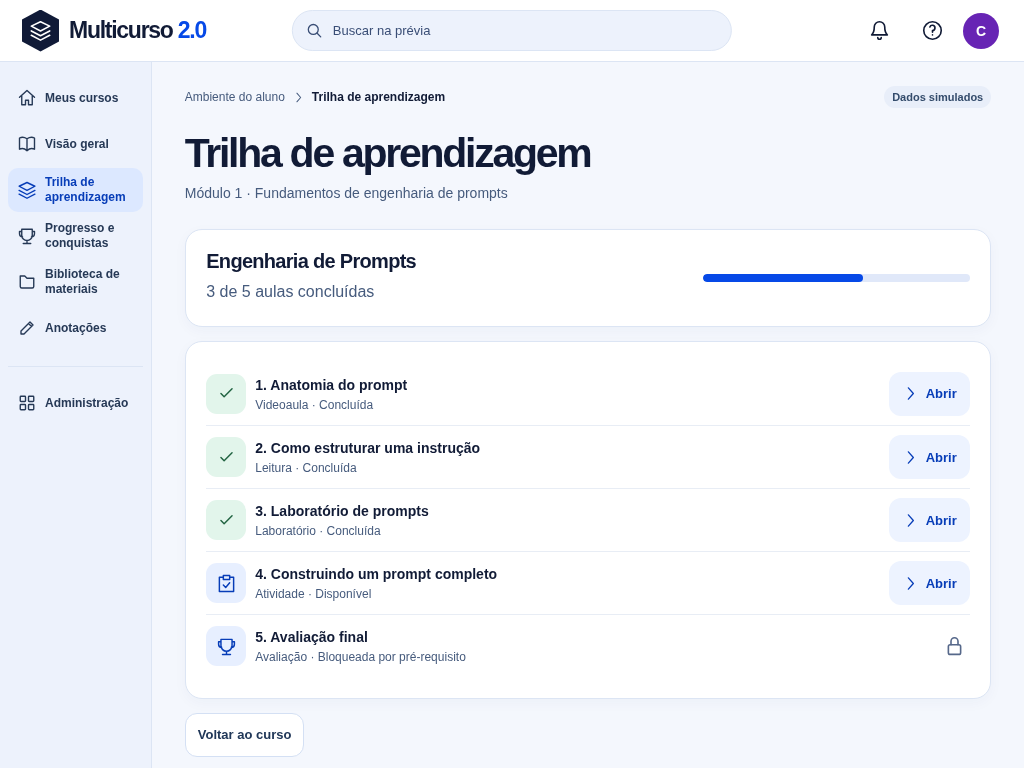 Multicurso 2.0
Buscar na prévia
C
Meus cursos
Visão geral
Trilha de
aprendizagem
Progresso e
conquistas
Biblioteca de
materiais
Anotações
Administração
Ambiente do aluno
Trilha de aprendizagem
Dados simulados
Trilha de aprendizagem
Módulo 1 · Fundamentos de engenharia de prompts
Engenharia de Prompts
3 de 5 aulas concluídas
1. Anatomia do prompt
Videoaula · Concluída
Abrir
2. Como estruturar uma instrução
Leitura · Concluída
Abrir
3. Laboratório de prompts
Laboratório · Concluída
Abrir
4. Construindo um prompt completo
Atividade · Disponível
Abrir
5. Avaliação final
Avaliação · Bloqueada por pré-requisito
Voltar ao curso